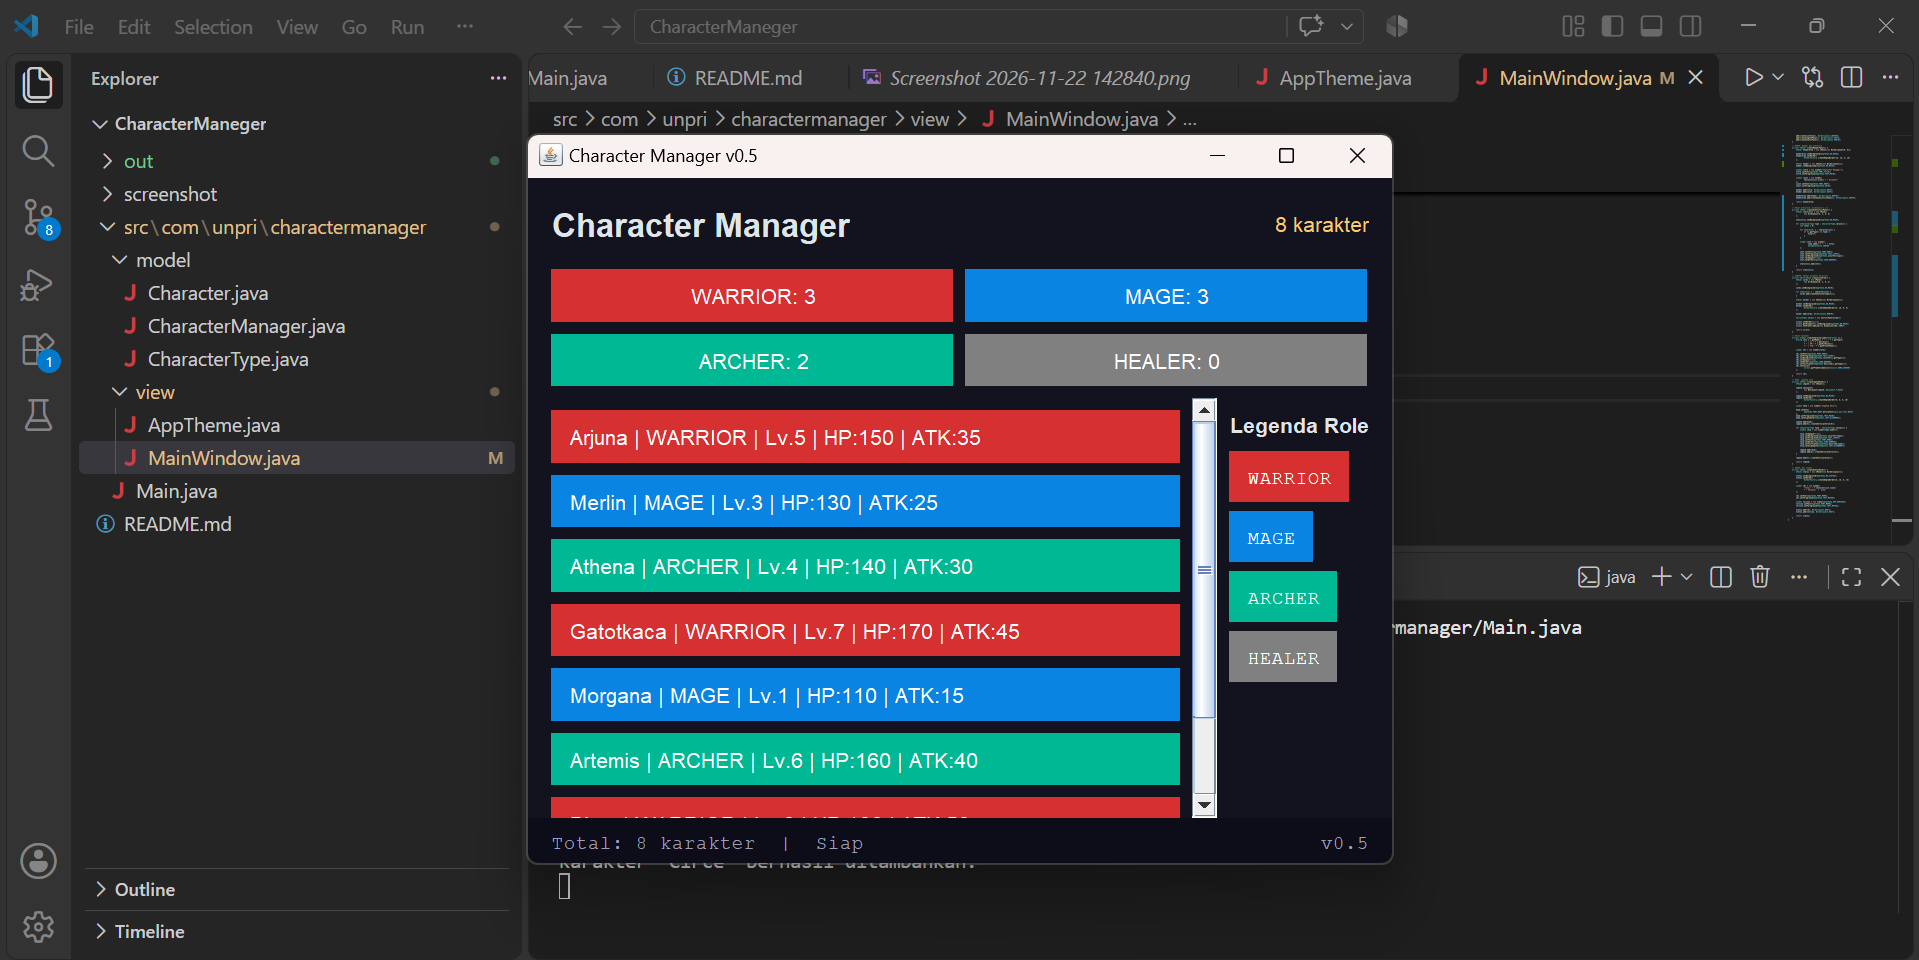 File Edit Selection View Go Run ···
CharacterManeger
Explorer
CharacterManeger
out
screenshot
src\com\unpri\charactermanager
model
Character.java
CharacterManager.java
CharacterType.java
view
AppTheme.java
MainWindow.java M
Main.java
README.md
Outline
Timeline
8
1
Main.java README.md Screenshot 2026-11-22 142840.png AppTheme.java MainWindow.java M
src > com > unpri > charactermanager > view > MainWindow.java > ...
Character Manager v0.5
Character Manager 8 karakter
WARRIOR: 3 MAGE: 3
ARCHER: 2 HEALER: 0
Arjuna | WARRIOR | Lv.5 | HP:150 | ATK:35
Merlin | MAGE | Lv.3 | HP:130 | ATK:25
Athena | ARCHER | Lv.4 | HP:140 | ATK:30
Gatotkaca | WARRIOR | Lv.7 | HP:170 | ATK:45
Morgana | MAGE | Lv.1 | HP:110 | ATK:15
Artemis | ARCHER | Lv.6 | HP:160 | ATK:40
Legenda Role
WARRIOR
MAGE
ARCHER
HEALER
Total: 8 karakter | Siap v0.5
java
manager/Main.java